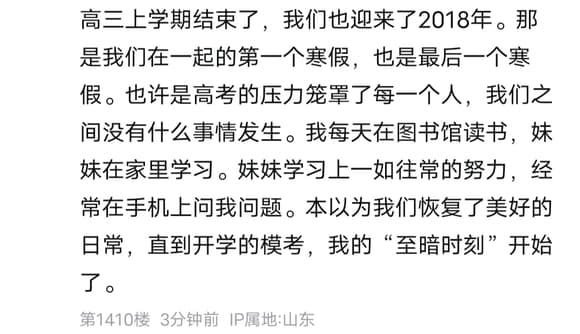 高三上学期结束了，我们也迎来了2018年。那
是我们在一起的第一个寒假，也是最后一个寒
假。也许是高考的压力笼罩了每一个人，我们之
间没有什么事情发生。我每天在图书馆读书，妹
妹在家里学习。妹妹学习上一如往常的努力，经
常在手机上问我问题。本以为我们恢复了美好的
日常，直到开学的模考，我的“至暗时刻”开始
了。
第1410楼 3分钟前 IP属地:山东